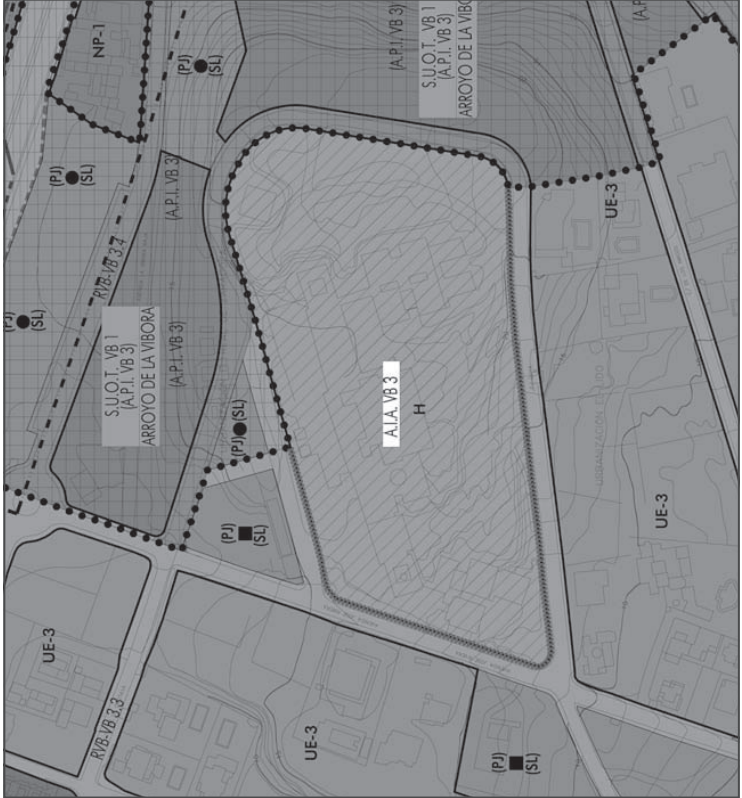 NP-1
(PJ)
(SL)
(PJ)
(SL)
(PJ)
(SL)
RVB-VB 3.4
(A.P.I. VB 3)
S.U.O.T. VB 1
(A.P.I. VB 3)
ARROYO DE LA VIBORA
(A.P.I. VB 3)
(A.P.I. VB 3)
S.U.O.T. VB 1
(A.P.I. VB 3)
ARROYO DE LA VIBO
UE-3
(PJ)
(SL)
(PJ)
(SL)
A.I.A. VB 3
H
UE-3
UE-3
UE-3
RVB-VB 3.3
(PJ)
(SL)